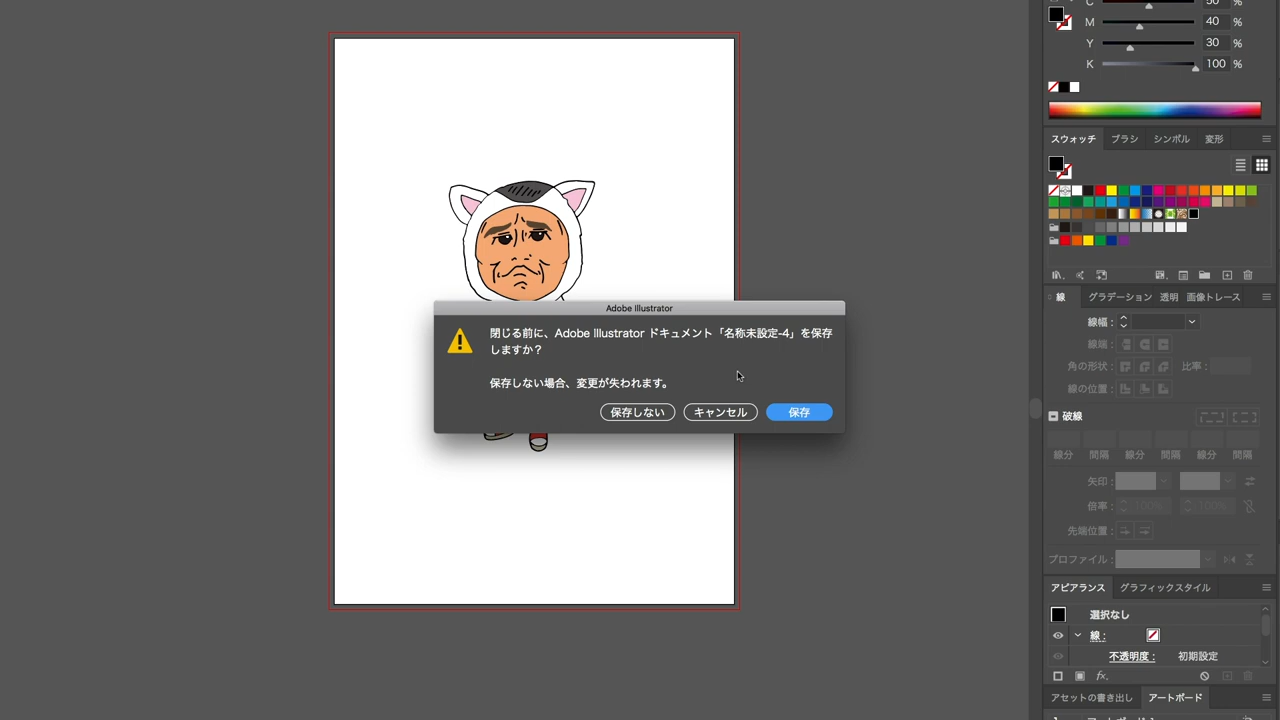 C 50 %
M 40 %
Y 30 %
K 100 %
スウォッチ ブラシ シンボル 変形
線 グラデーション 透明 画像トレース
Adobe Illustrator
閉じる前に、Adobe Illustrator ドキュメント「名称未設定-4」を保存
しますか？
保存しない場合、変更が失われます。
保存しない キャンセル 保存
線幅：
線端：
角の形状： 比率：
線の位置：
破線
線分 間隔 線分 間隔 線分 間隔
矢印：
倍率： 100% 100%
先端位置：
プロファイル：
アピアランス グラフィックスタイル
選択なし
線：
不透明度： 初期設定
fx.
アセットの書き出し アートボード